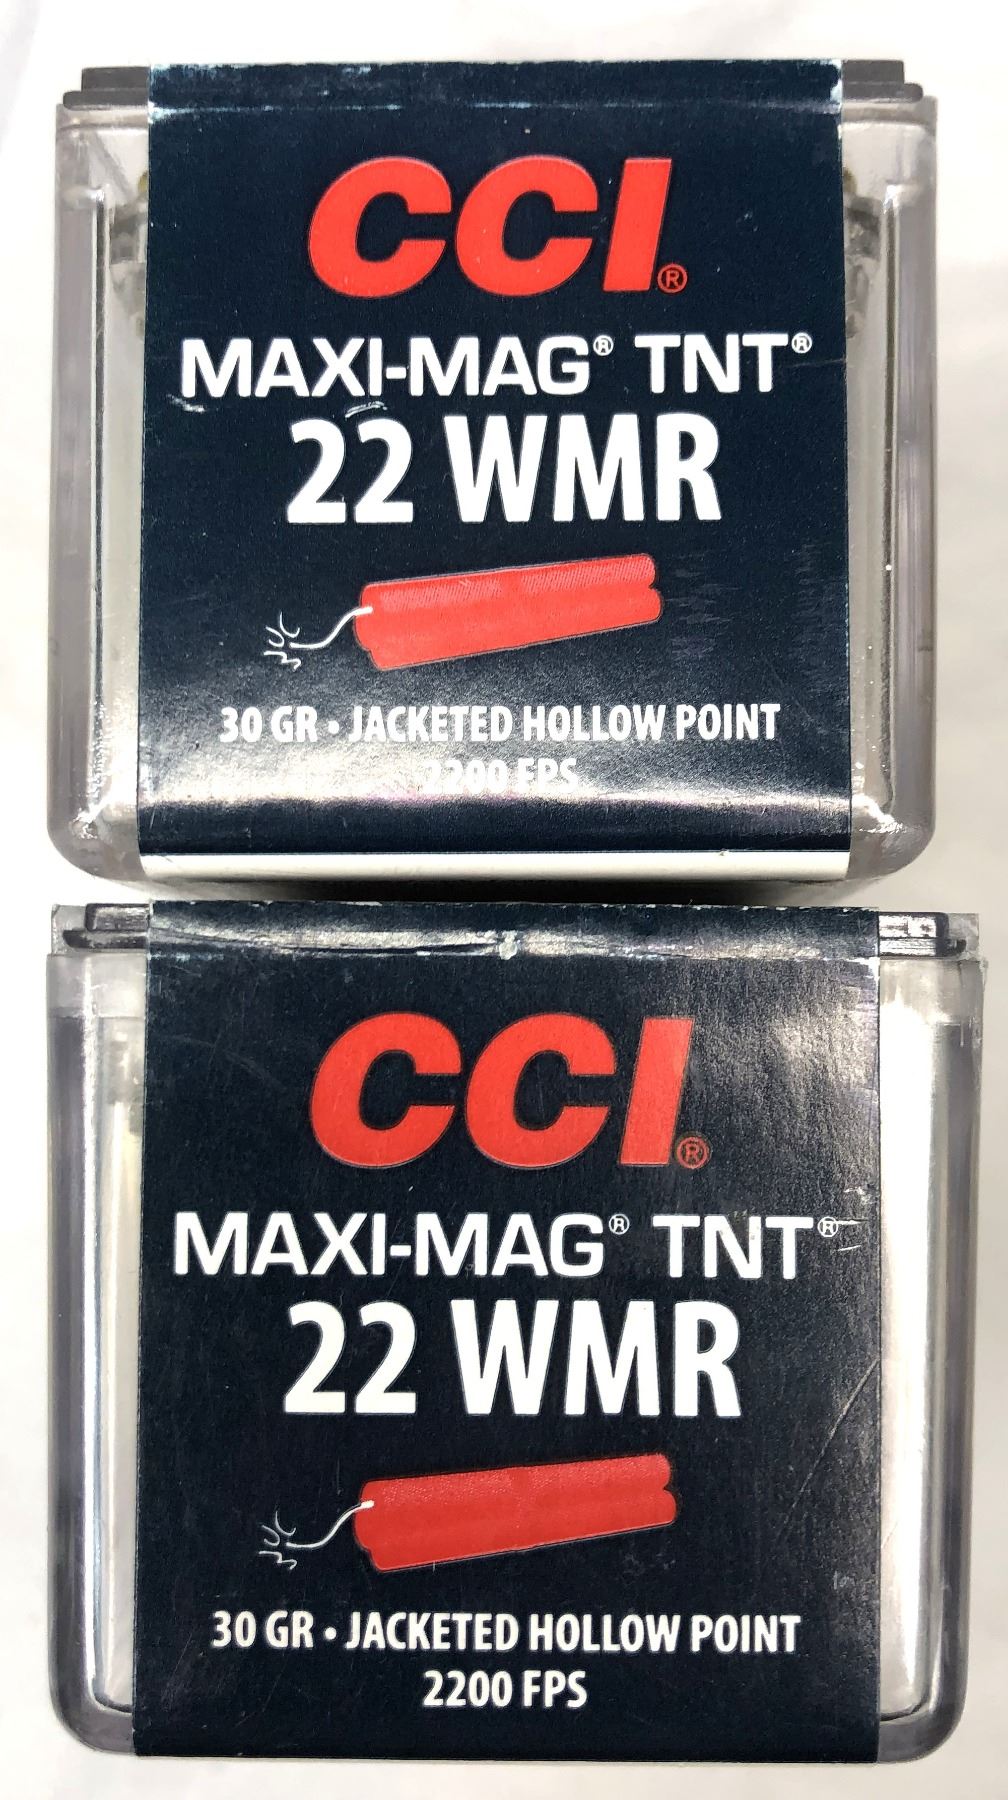 CCI®
MAXI-MAG® TNT®
22 WMR
30 GR • JACKETED HOLLOW POINT
2200 FPS
CCI®
MAXI-MAG® TNT®
22 WMR
30 GR • JACKETED HOLLOW POINT
2200 FPS